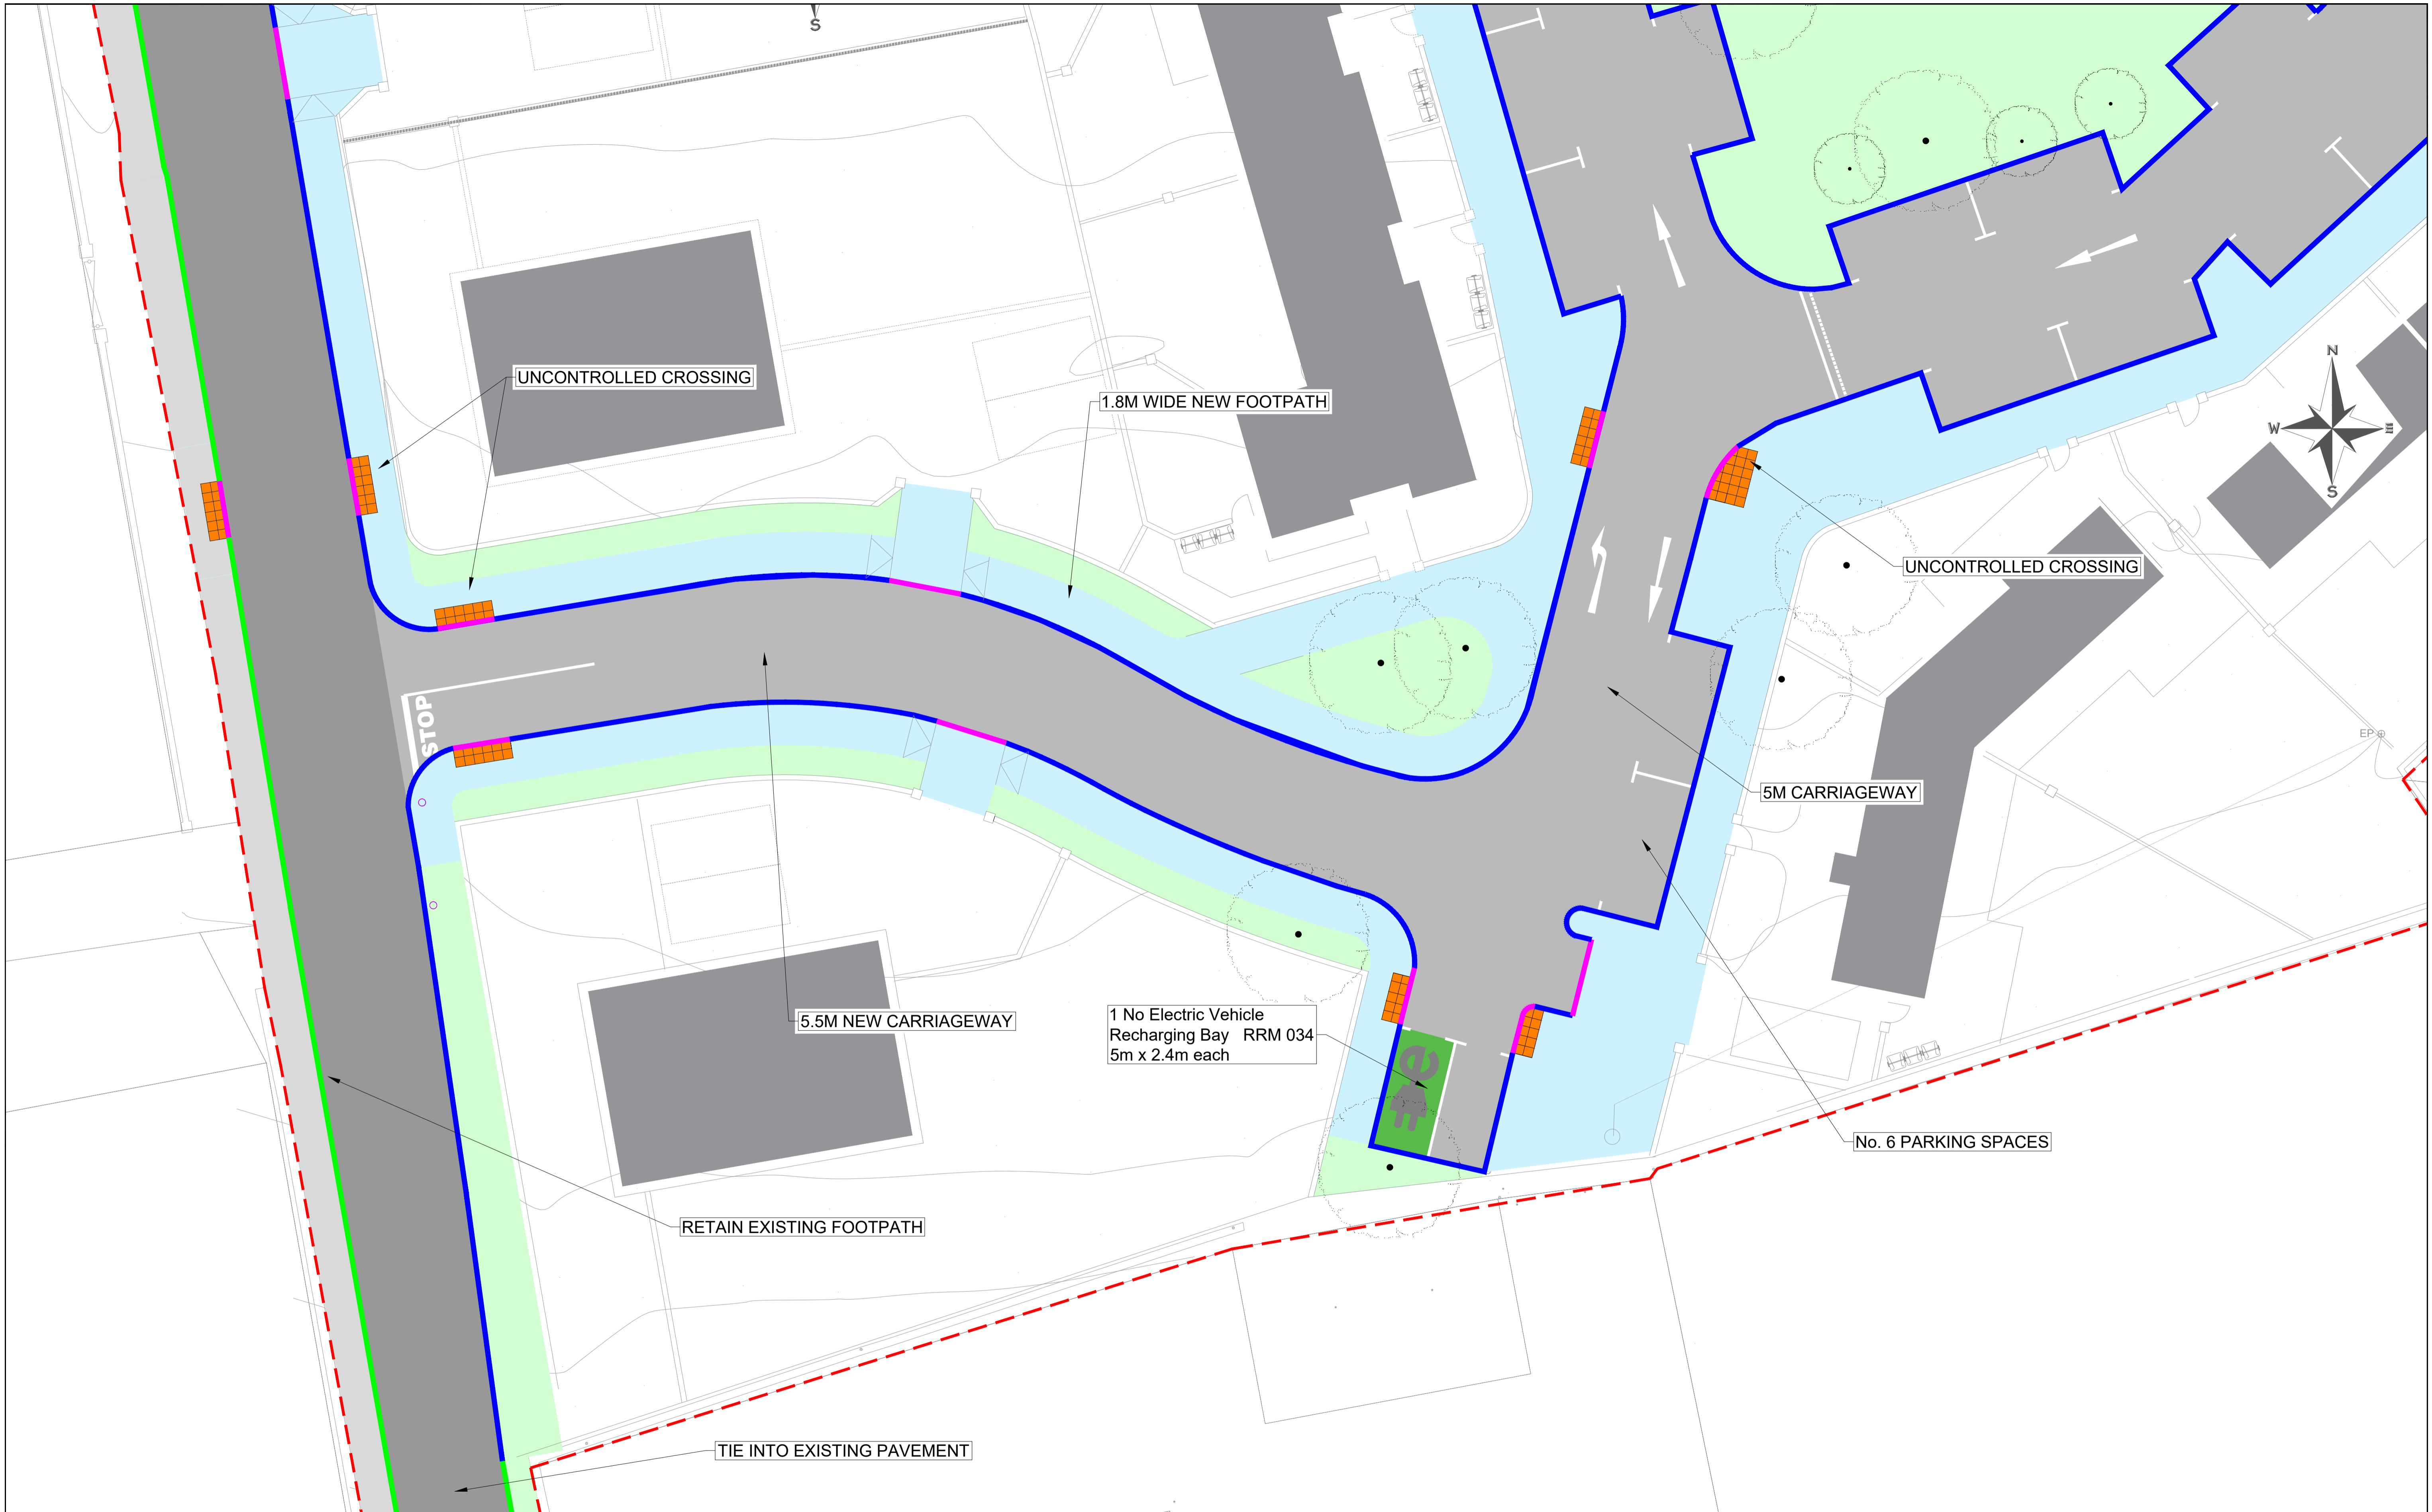 S
UNCONTROLLED CROSSING
1.8M WIDE NEW FOOTPATH
N
W E
S
UNCONTROLLED CROSSING
STOP
EP
5M CARRIAGEWAY
5.5M NEW CARRIAGEWAY
1 No Electric Vehicle
Recharging Bay RRM 034
5m x 2.4m each
e
No. 6 PARKING SPACES
RETAIN EXISTING FOOTPATH
TIE INTO EXISTING PAVEMENT